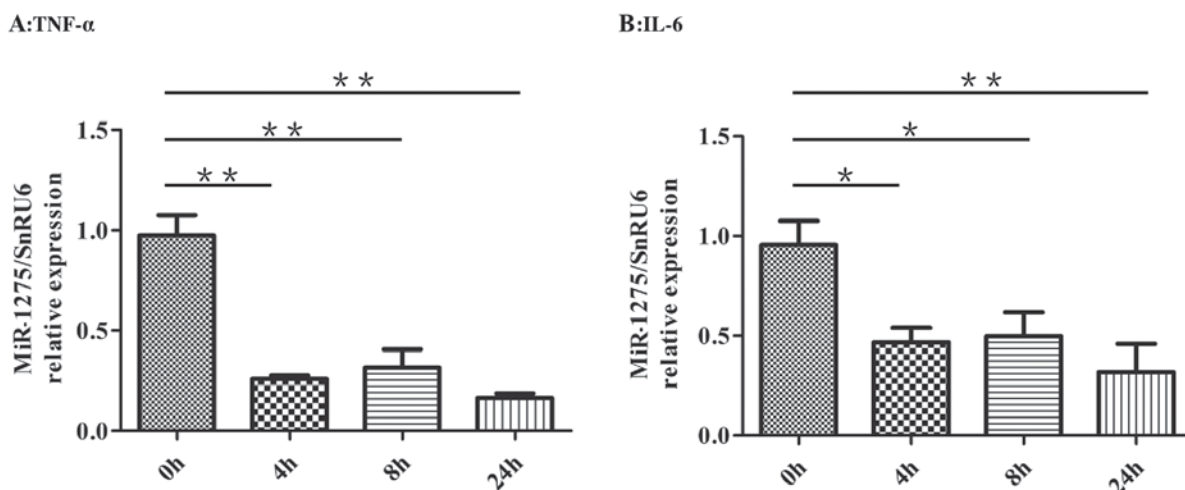 A:TNF-α
**
**
**
MiR-1275/SnRU6
relative expression
1.5
1.0
0.5
0.0
0h
4h
8h
24h
B:IL-6
**
*
*
MiR-1275/SnRU6
relative expression
1.5
1.0
0.5
0.0
0h
4h
8h
24h